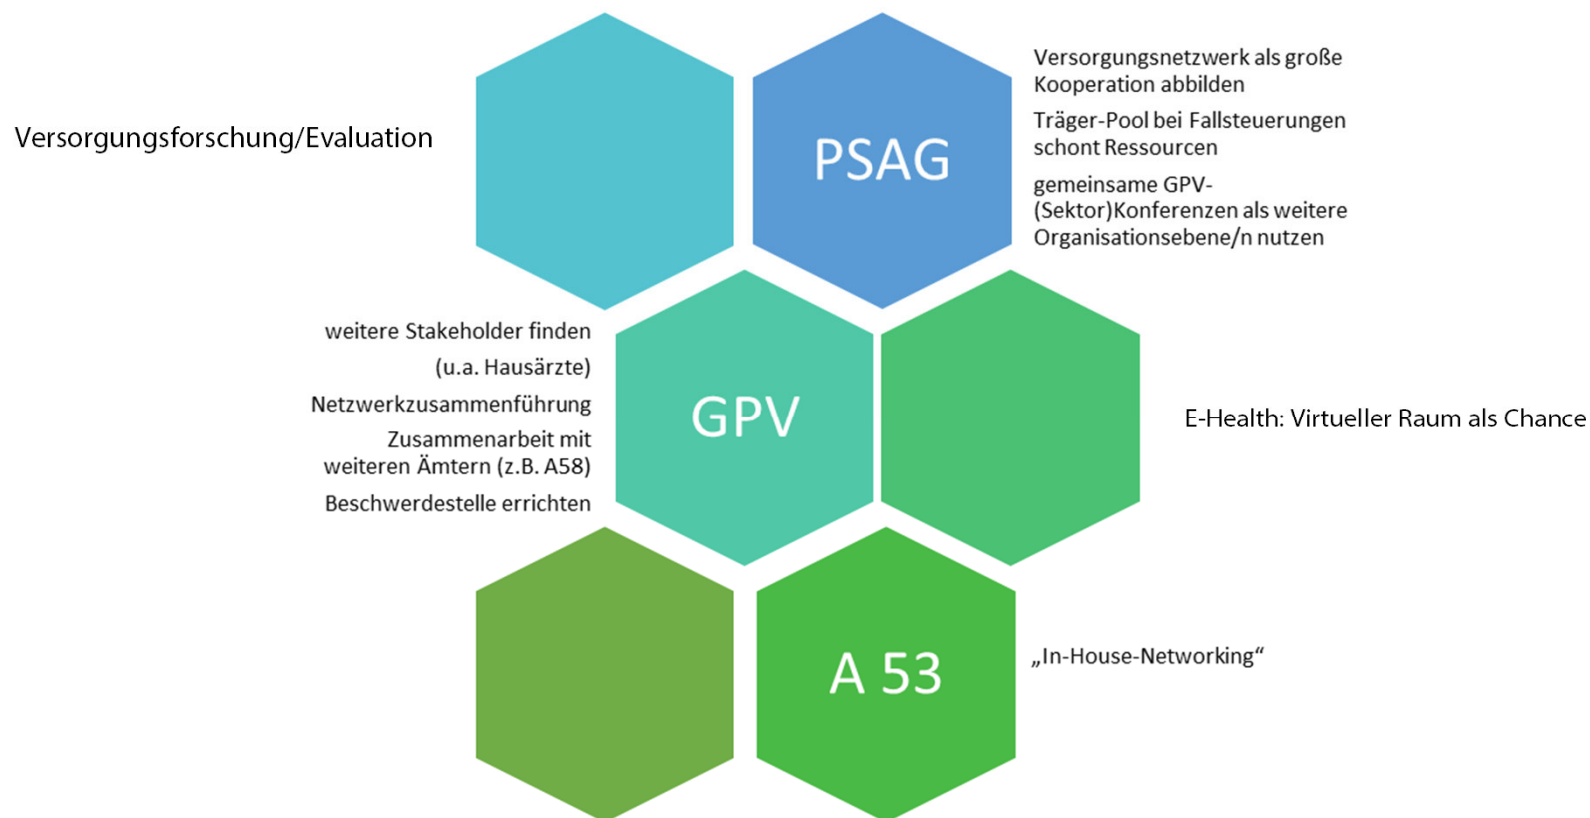 Versorgungsforschung/Evaluation
PSAG
Versorgungsnetzwerk als große
Kooperation abbilden
Träger-Pool bei Fallsteuerungen
schont Ressourcen
gemeinsame GPV-
(Sektor)Konferenzen als weitere
Organisationsebene/n nutzen
weitere Stakeholder finden
(u.a. Hausärzte)
Netzwerkzusammenführung
Zusammenarbeit mit
weiteren Ämtern (z.B. A58)
Beschwerdestelle errichten
GPV
E-Health: Virtueller Raum als Chance
A 53
„In-House-Networking“